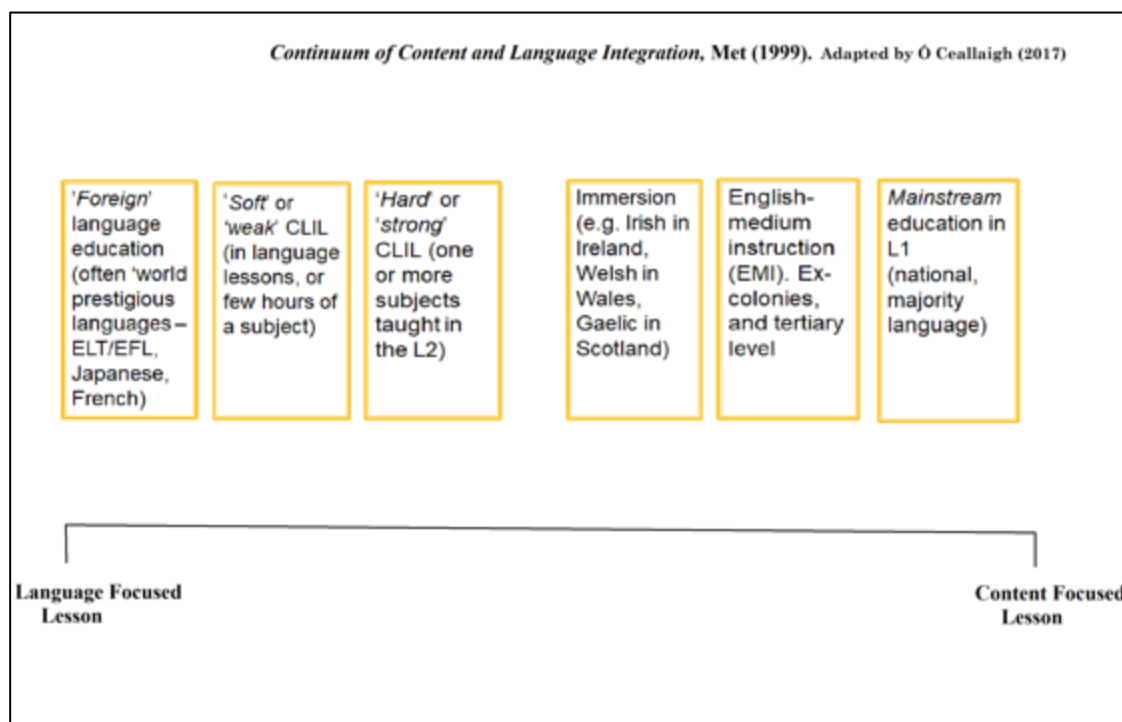 Continuum of Content and Language Integration, Met (1999). Adapted by Ó Ceallaigh (2017)
'Foreign'
language
education
(often 'world
prestigious
languages –
ELT/EFL,
Japanese,
French)
'Soft' or
'weak' CLIL
(in language
lessons, or
few hours of
a subject)
'Hard' or
'strong'
CLIL (one
or more
subjects
taught in
the L2)
Immersion
(e.g. Irish in
Ireland,
Welsh in
Wales,
Gaelic in
Scotland)
English-
medium
instruction
(EMI). Ex-
colonies,
and tertiary
level
Mainstream
education in
L1
(national,
majority
language)
Language Focused
Lesson
Content Focused
Lesson